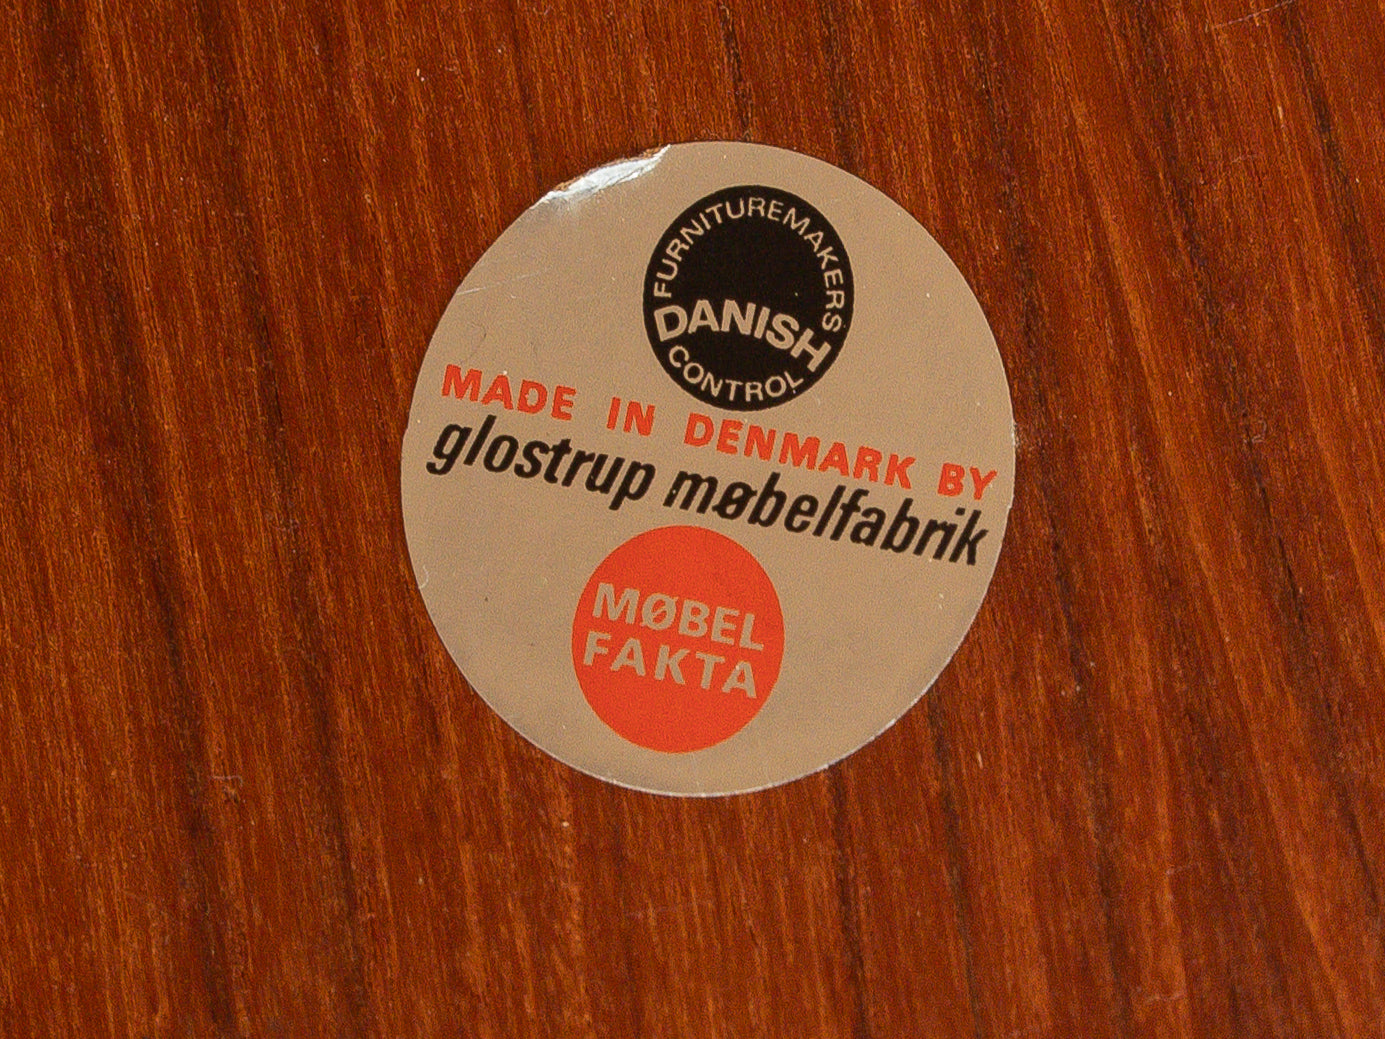 FURNITUREMAKERS
DANISH
CONTROL
MADE IN DENMARK BY
glostrup møbelfabrik
MØBEL
FAKTA